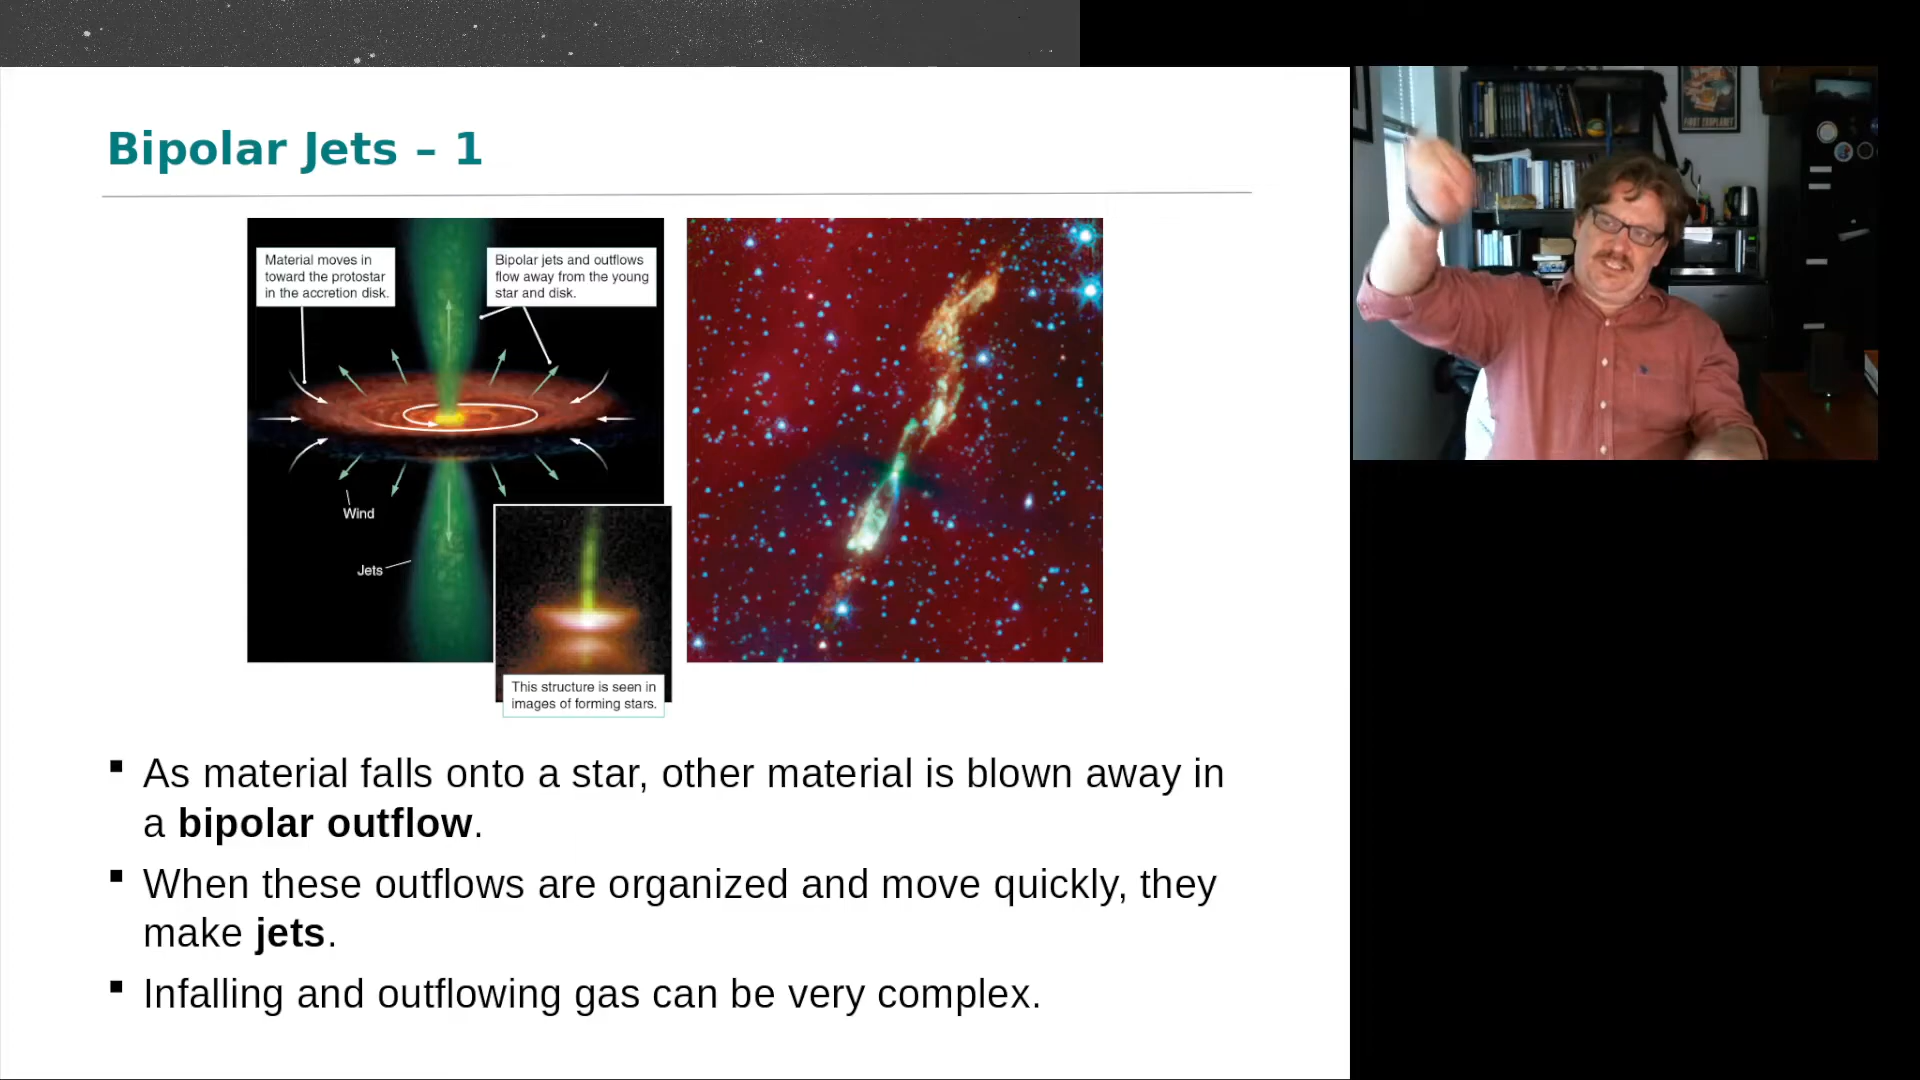 Bipolar Jets – 1
Material moves in
toward the protostar
in the accretion disk.
Bipolar jets and outflows
flow away from the young
star and disk.
Wind
Jets
This structure is seen in
images of forming stars.
As material falls onto a star, other material is blown away in
a bipolar outflow.
When these outflows are organized and move quickly, they
make jets.
Infalling and outflowing gas can be very complex.
FIRST EXOPLANET